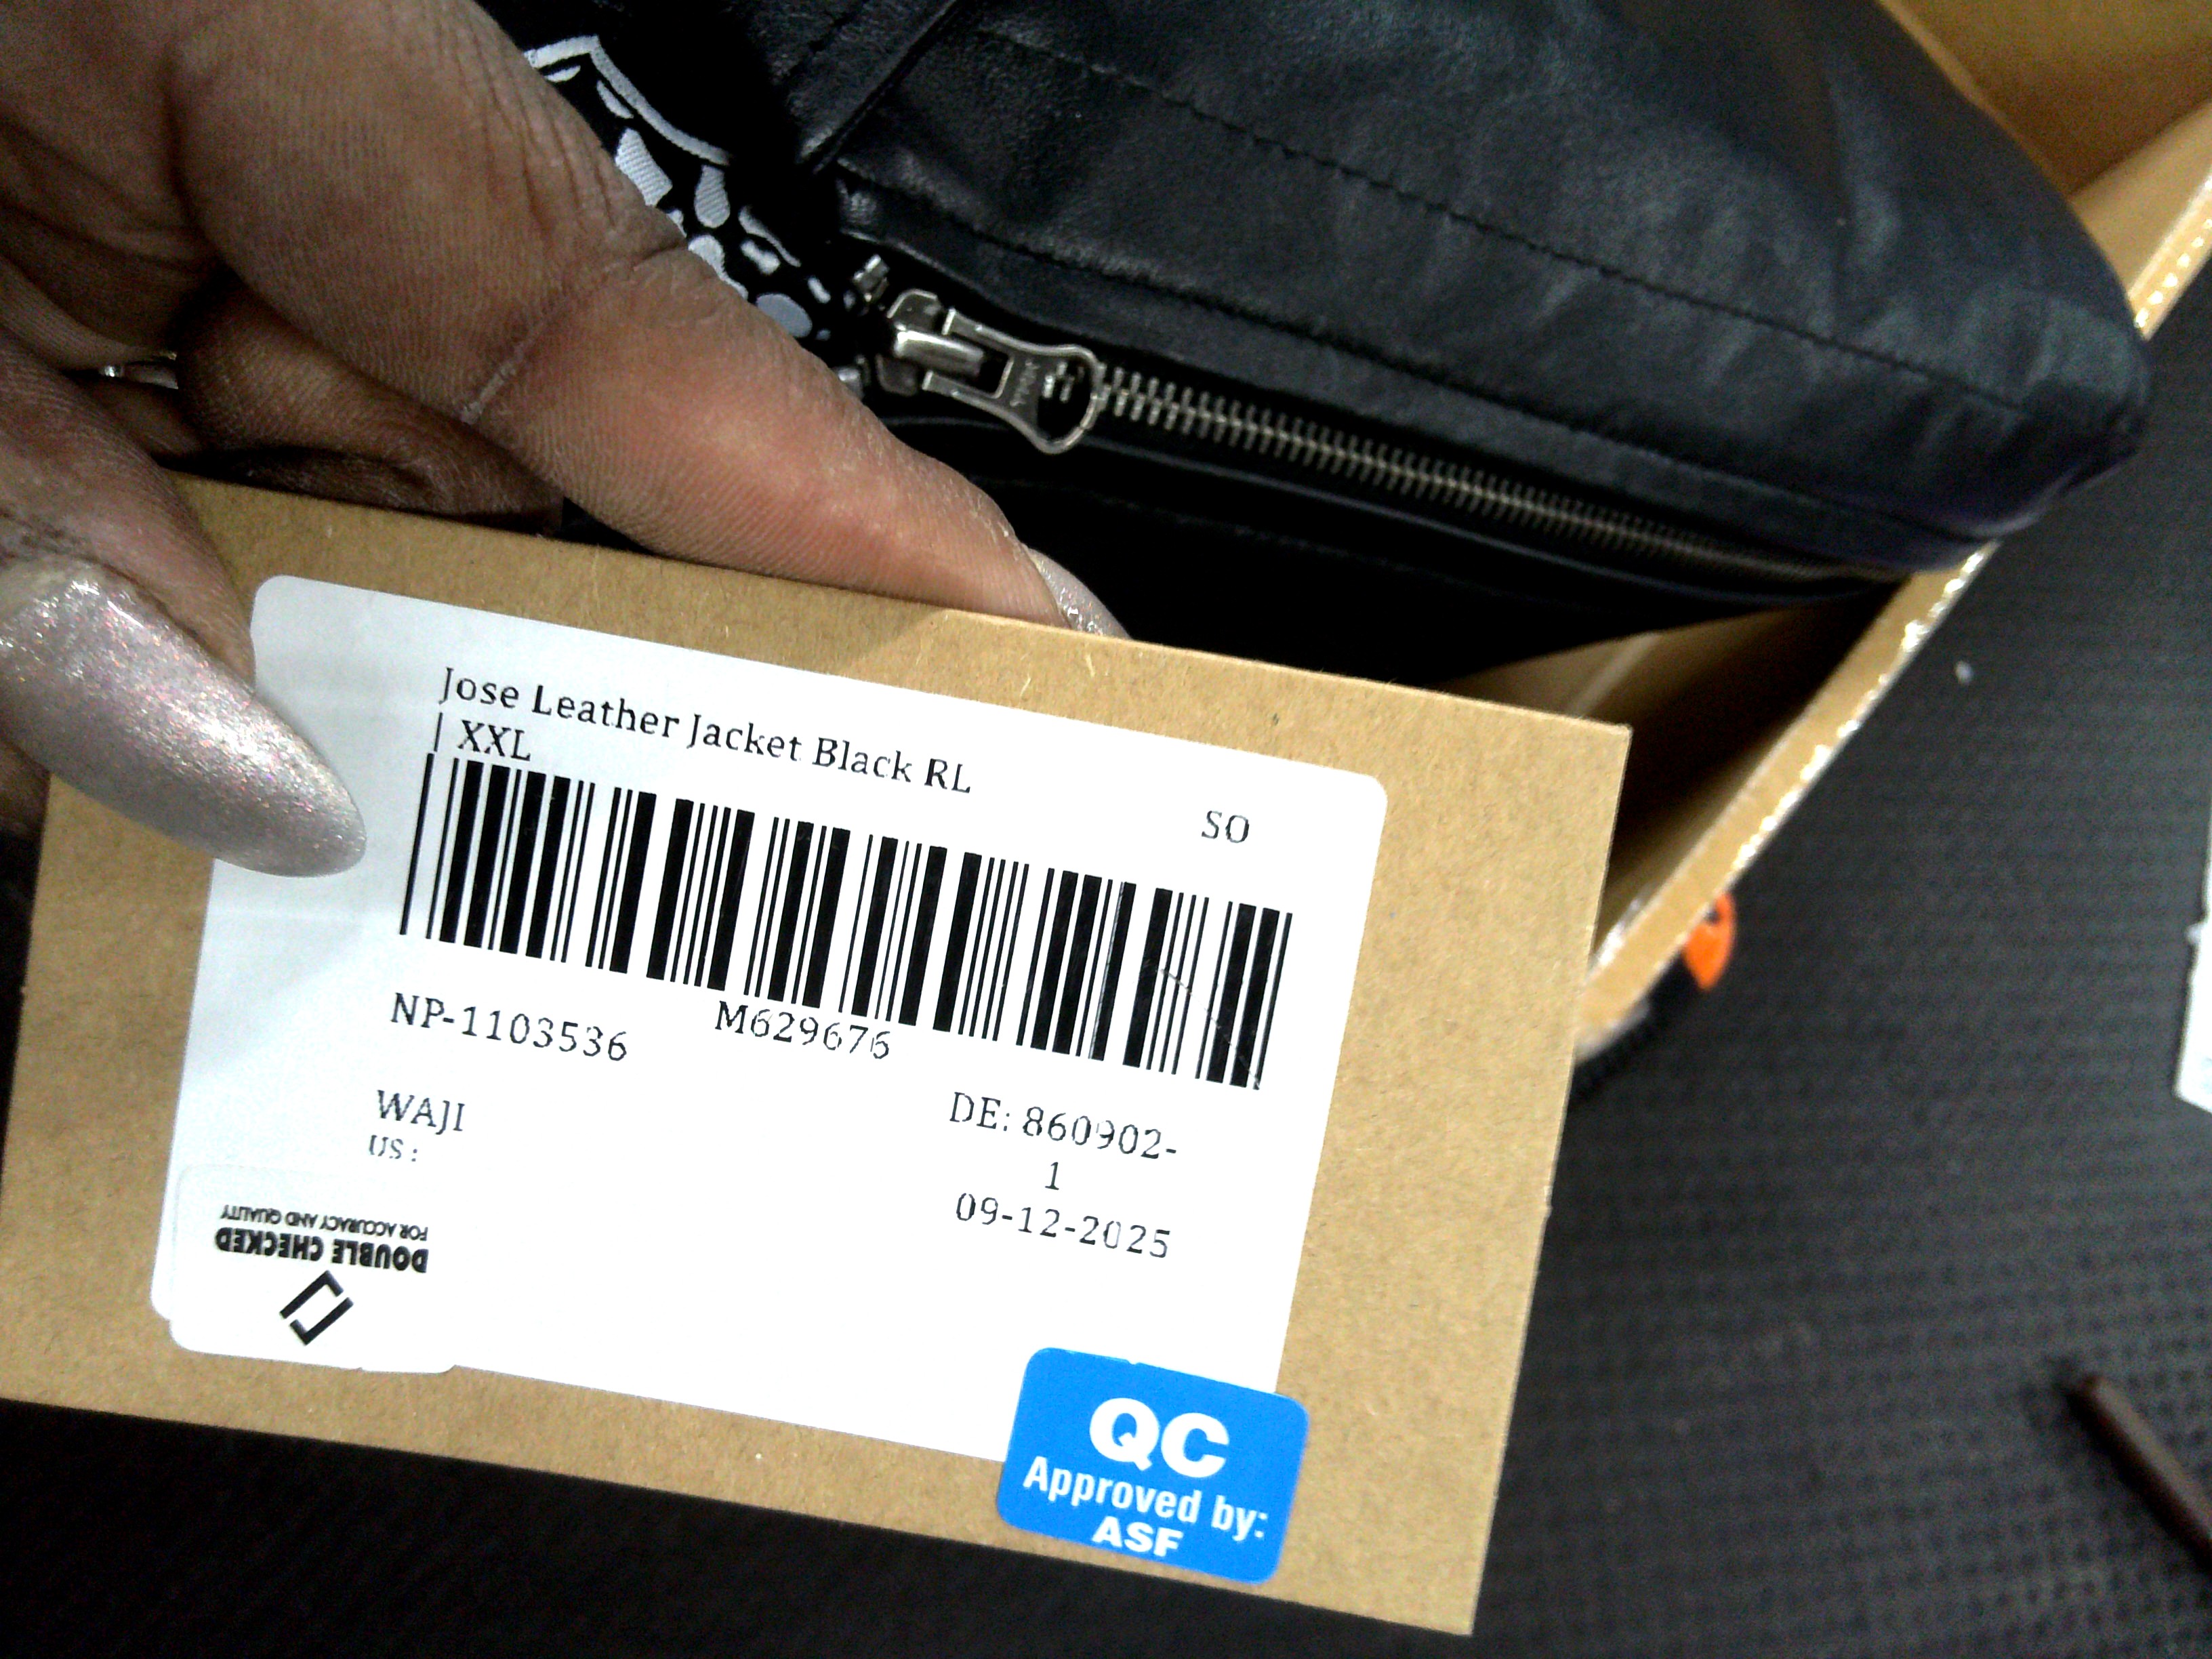 Jose Leather Jacket Black RL
| XXL
SO
NP-1103536
M629676
WAJI
US :
DE: 860902-
1
09-12-2025
DOUBLE CHECKED
FOR ACCURACY AND QUALITY
QC
Approved by:
ASF